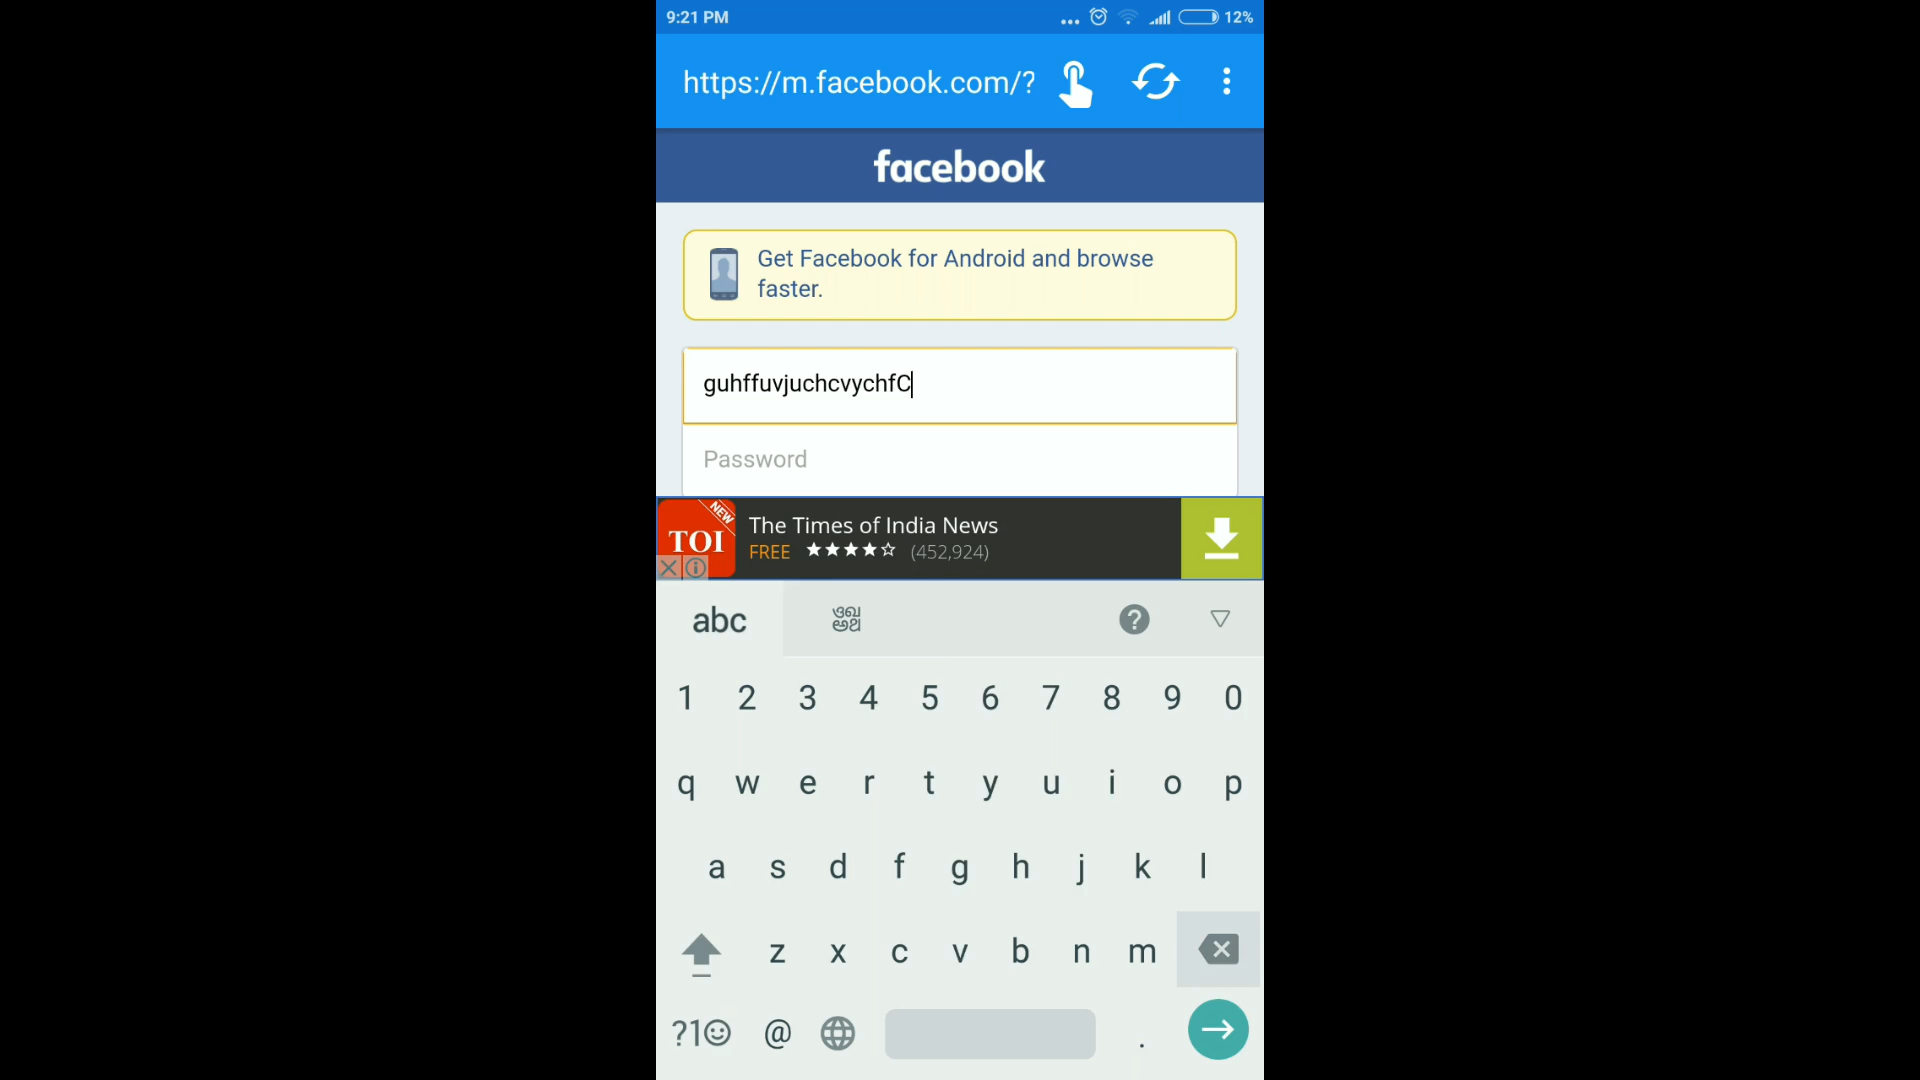 9:21 PM
... 12%
https://m.facebook.com/?
facebook
Get Facebook for Android and browse
faster.
guhffuvjuchcvychfC
Password
NEW
TOI
The Times of India News
FREE ★★★★☆ (452,924)
abc
1 2 3 4 5 6 7 8 9 0
q w e r t y u i o p
a s d f g h j k l
z x c v b n m
?1☺ @ .